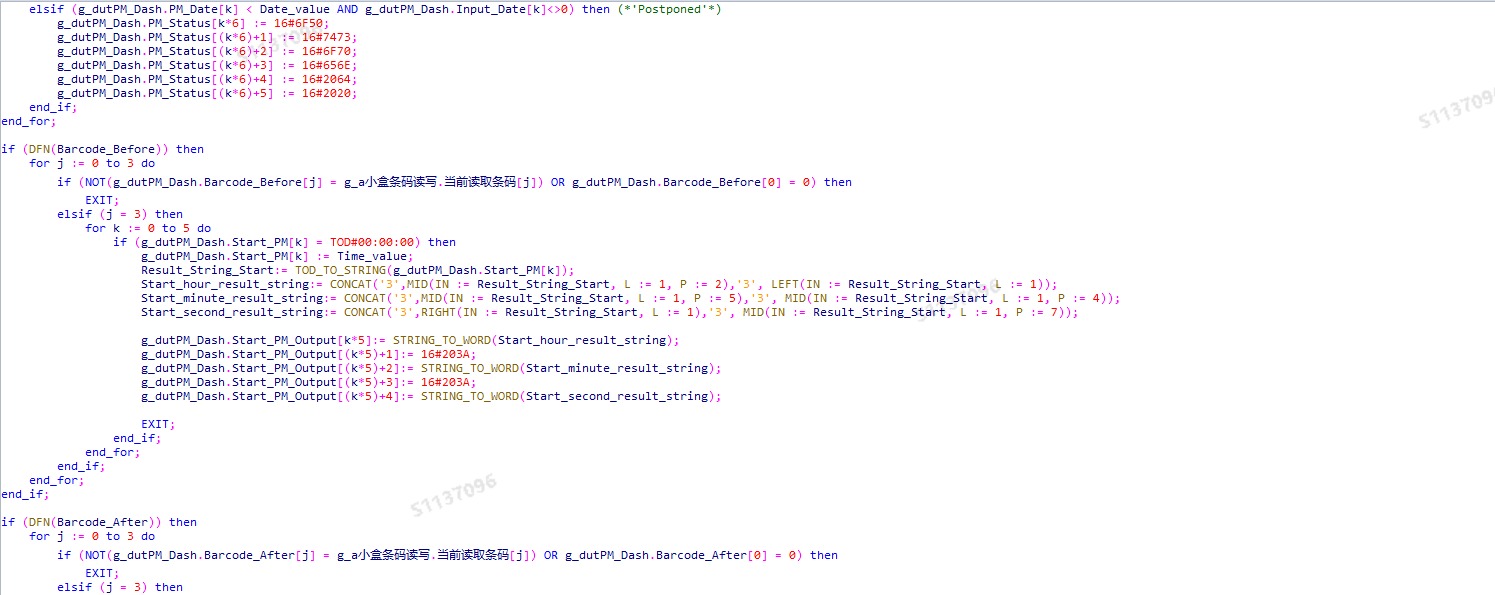 elsif (g_dutPM_Dash.PM_Date[k] < Date_value AND g_dutPM_Dash.Input_Date[k]<>0) then (*'Postponed'*)
g_dutPM_Dash.PM_Status[k*6] := 16#6F50;
g_dutPM_Dash.PM_Status[(k*6)+1] := 16#7473;
g_dutPM_Dash.PM_Status[(k*6)+2] := 16#6F70;
g_dutPM_Dash.PM_Status[(k*6)+3] := 16#656E;
g_dutPM_Dash.PM_Status[(k*6)+4] := 16#2064;
g_dutPM_Dash.PM_Status[(k*6)+5] := 16#2020;
end_if;
end_for;
if (DFN(Barcode_Before)) then
for j := 0 to 3 do
if (NOT(g_dutPM_Dash.Barcode_Before[j] = g_a小盒条码读写.当前读取条码[j]) OR g_dutPM_Dash.Barcode_Before[0] = 0) then
EXIT;
elsif (j = 3) then
for k := 0 to 5 do
if (g_dutPM_Dash.Start_PM[k] = TOD#00:00:00) then
g_dutPM_Dash.Start_PM[k] := Time_value;
Result_String_Start:= TOD_TO_STRING(g_dutPM_Dash.Start_PM[k]);
Start_hour_result_string:= CONCAT('3',MID(IN := Result_String_Start, L := 1, P := 2),'3', LEFT(IN := Result_String_Start, L := 1));
Start_minute_result_string:= CONCAT('3',MID(IN := Result_String_Start, L := 1, P := 5),'3', MID(IN := Result_String_Start, L := 1, P := 4));
Start_second_result_string:= CONCAT('3',RIGHT(IN := Result_String_Start, L := 1),'3', MID(IN := Result_String_Start, L := 1, P := 7));
g_dutPM_Dash.Start_PM_Output[k*5]:= STRING_TO_WORD(Start_hour_result_string);
g_dutPM_Dash.Start_PM_Output[(k*5)+1]:= 16#203A;
g_dutPM_Dash.Start_PM_Output[(k*5)+2]:= STRING_TO_WORD(Start_minute_result_string);
g_dutPM_Dash.Start_PM_Output[(k*5)+3]:= 16#203A;
g_dutPM_Dash.Start_PM_Output[(k*5)+4]:= STRING_TO_WORD(Start_second_result_string);
EXIT;
end_if;
end_for;
end_if;
end_for;
end_if;
S1137096
if (DFN(Barcode_After)) then
for j := 0 to 3 do
if (NOT(g_dutPM_Dash.Barcode_After[j] = g_a小盒条码读写.当前读取条码[j]) OR g_dutPM_Dash.Barcode_After[0] = 0) then
EXIT;
elsif (j = 3) then